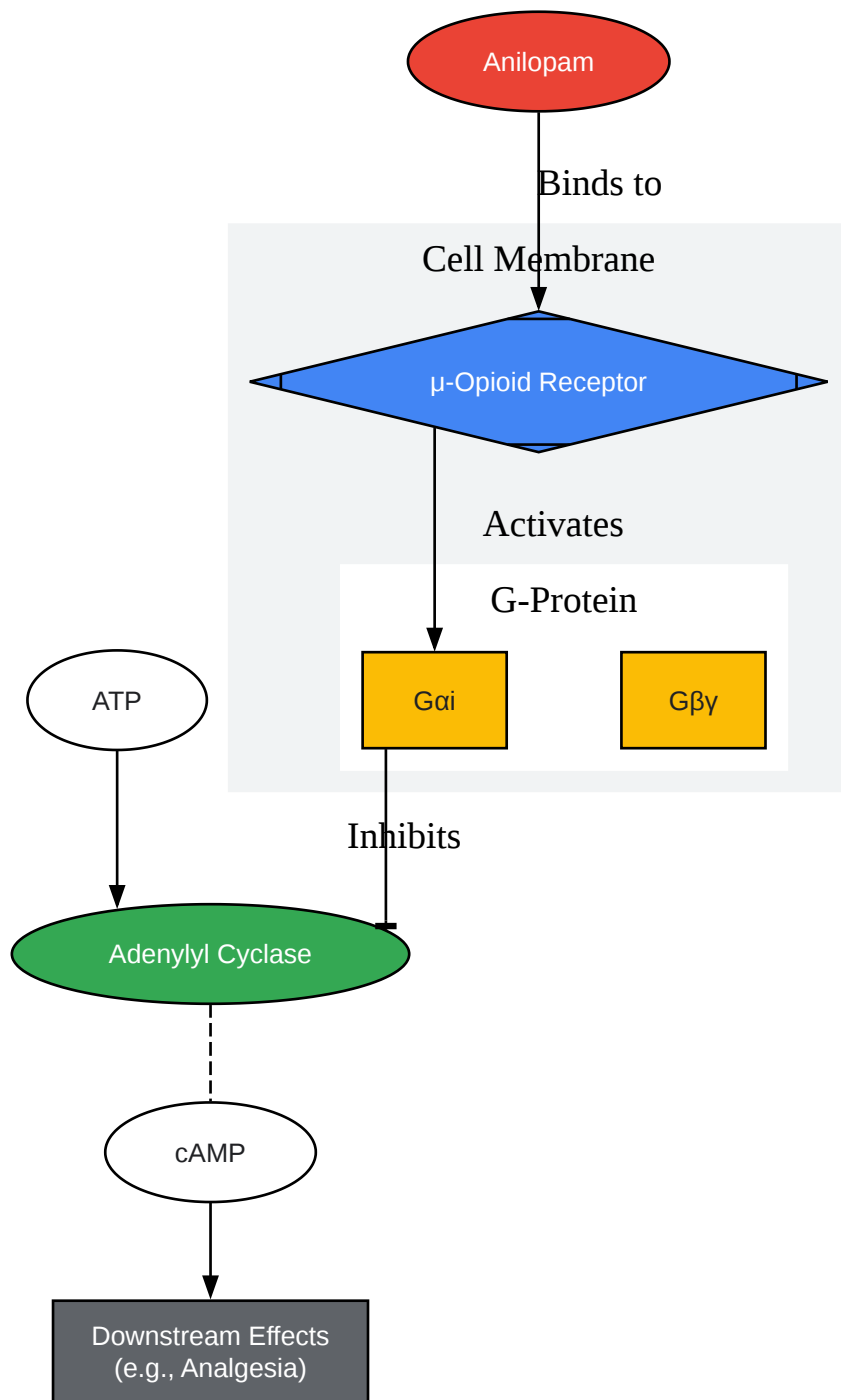 Anilopam
Binds to
Cell Membrane
μ-Opioid Receptor
Activates
G-Protein
ATP
Gαi
Gβγ
Inhibits
Adenylyl Cyclase
cAMP
Downstream Effects
(e.g., Analgesia)